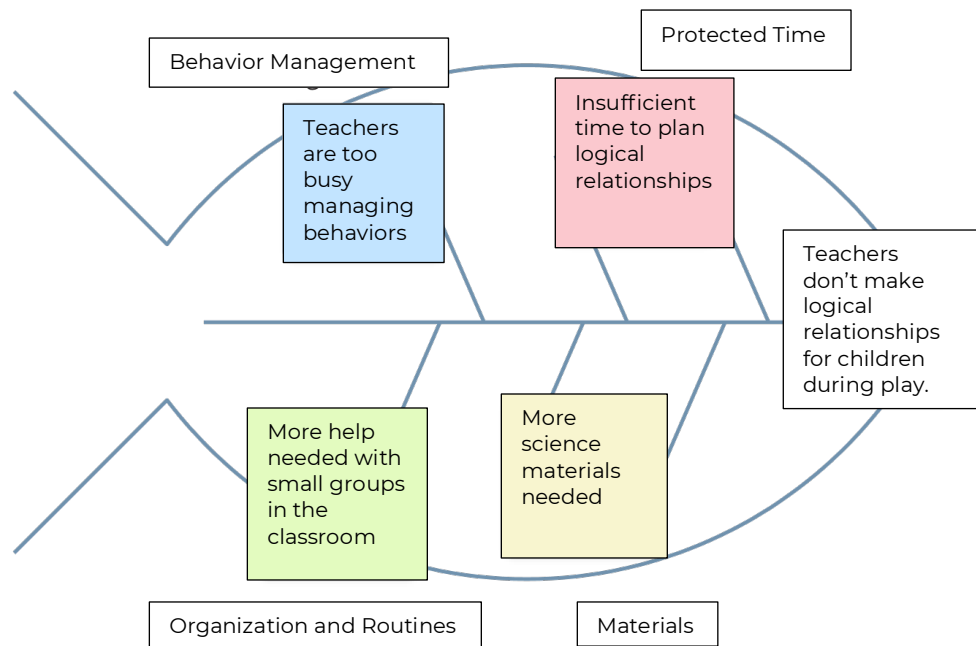 Behavior Management
Protected Time
Teachers
are too
busy
managing
behaviors
Insufficient
time to plan
logical
relationships
Teachers
don’t make
logical
relationships
for children
during play.
More help
needed with
small groups
in the
classroom
More
science
materials
needed
Organization and Routines
Materials